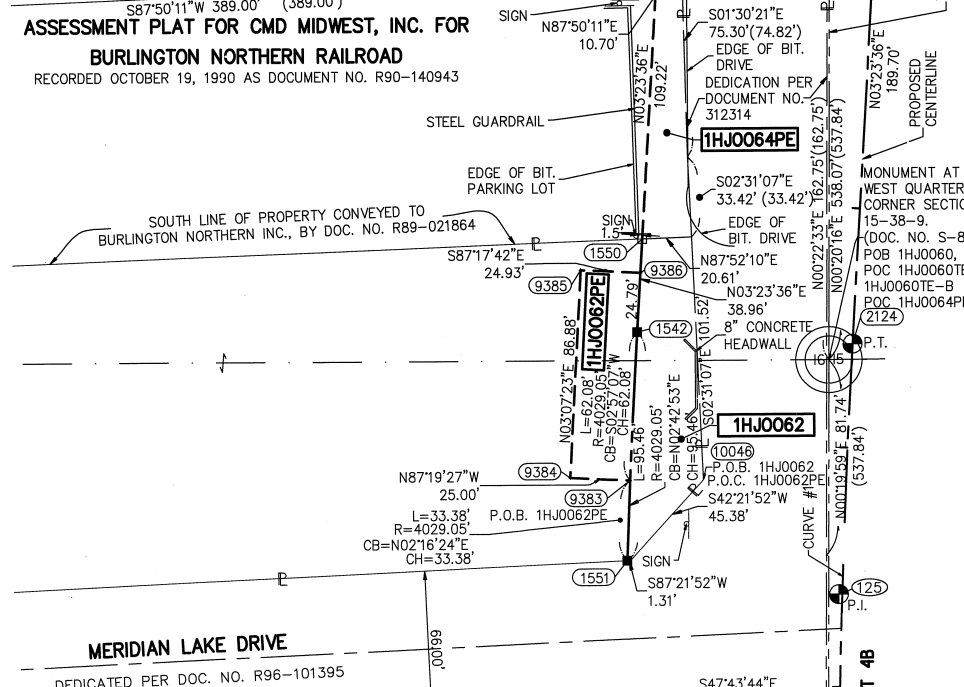 S87°50'11"W 389.00' (389.00')
ASSESSMENT PLAT FOR CMD MIDWEST, INC. FOR
BURLINGTON NORTHERN RAILROAD
RECORDED OCTOBER 19, 1990 AS DOCUMENT NO. R90-140943
SIGN
N87°50'11"E
10.70'
N03°23'36"E
109.22'
STEEL GUARDRAIL
EDGE OF BIT.
PARKING LOT
S01°30'21"E
75.30'(74.82')
EDGE OF BIT.
DRIVE
DEDICATION PER
DOCUMENT NO.
312314
1HJ0064PE
S02°31'07"E
33.42' (33.42')
EDGE OF
BIT. DRIVE
N00°22'33"E 162.75'(162.75')
N00°20'16"E 538.07'(537.84')
N03°23'36"E
189.70'
PROPOSED
CENTERLINE
MONUMENT AT
WEST QUARTER
CORNER SECTIO
15-38-9.
(DOC. NO. S-8
POB 1HJ0060,
POC 1HJ0060TE
1HJ0060TE-B
POC 1HJ0064PE
2124
P.T.
SOUTH LINE OF PROPERTY CONVEYED TO
BURLINGTON NORTHERN INC., BY DOC. NO. R89-021864
SIGN
1.5'
1550
S87°17'42"E
24.93'
9385
9386
N87°52'10"E
20.61'
N03°23'36"E
38.96'
24.79'
1HJ0062PE
1542
8" CONCRETE
HEADWALL
S02°31'07"E 101.52'
N03°07'23"E 86.88'
L=62.08'
R=4029.05'
CB=S02°57'07"W
CH=62.08'
L=95.46'
R=4029.05'
CB=N02°42'53"E
CH=95.46'
1HJ0062
10046
P.O.B. 1HJ0062
P.O.C. 1HJ0062PE
S42°21'52"W
45.38'
16 15
N00°19'59"E 81.74'
(537.84')
CURVE #1
N87°19'27"W
25.00'
9384
9383
L=33.38'
R=4029.05'
CB=N02°16'24"E
CH=33.38'
P.O.B. 1HJ0062PE
SIGN
1551
S87°21'52"W
1.31'
125
P.I.
MERIDIAN LAKE DRIVE
DEDICATED PER DOC. NO. R96-101395
66.00'
S47°43'44"E
T 4B